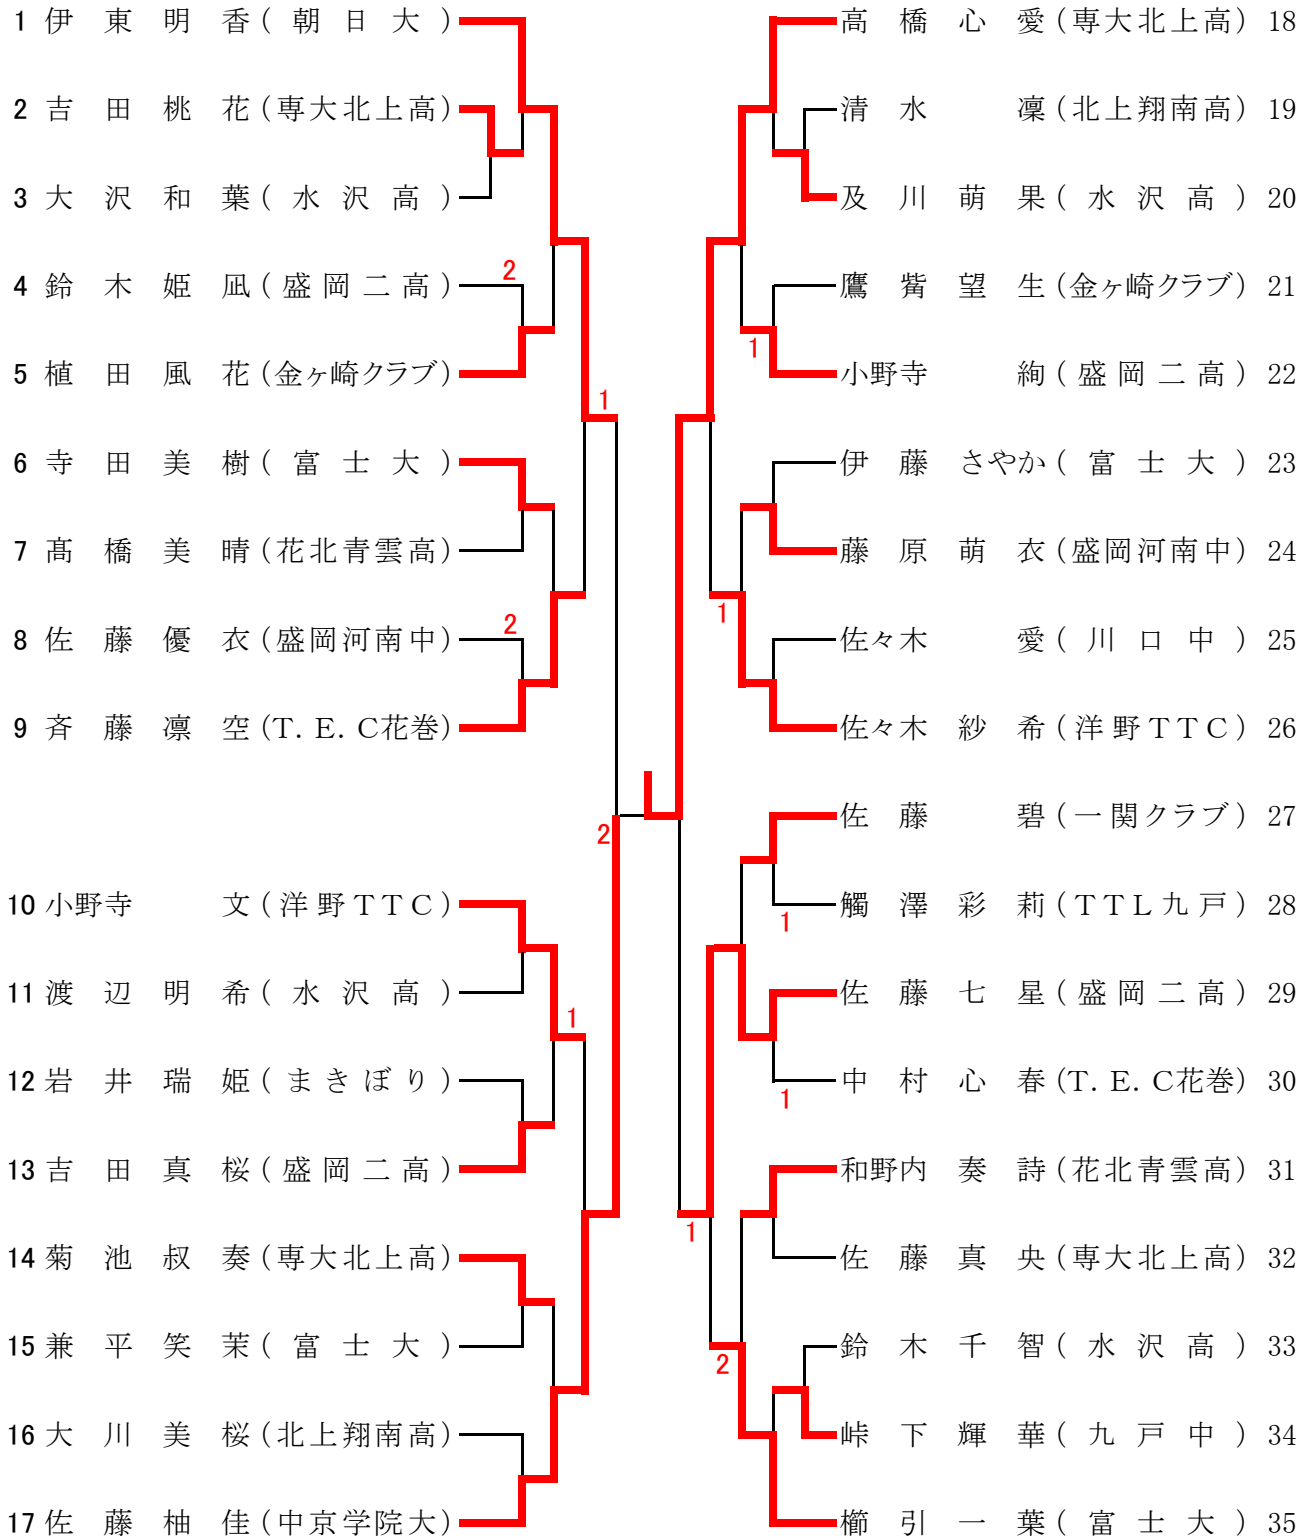 1 伊東明香(朝日大)
2 吉田桃花(専大北上高)
3 大沢和葉(水沢高)
4 鈴木姫凪(盛岡二高)
2
5 植田風花(金ヶ崎クラブ)
1
6 寺田美樹(富士大)
7 髙橋美晴(花北青雲高)
8 佐藤優衣(盛岡河南中)
2
9 斉藤凛空(T.E.C花巻)
2
10 小野寺文(洋野TTC)
11 渡辺明希(水沢高)
1
12 岩井瑞姫(まきぼり)
13 吉田真桜(盛岡二高)
14 菊池叔奏(専大北上高)
15 兼平笑茉(富士大)
16 大川美桜(北上翔南高)
17 佐藤柚佳(中京学院大)
高橋心愛(専大北上高) 18
清水凜(北上翔南高) 19
及川萌果(水沢高) 20
鷹觜望生(金ヶ崎クラブ) 21
1
小野寺絢(盛岡二高) 22
伊藤さやか(富士大) 23
藤原萌衣(盛岡河南中) 24
1
佐々木愛(川口中) 25
佐々木紗希(洋野TTC) 26
佐藤碧(一関クラブ) 27
觸澤彩莉(TTL九戸) 28
1
佐藤七星(盛岡二高) 29
中村心春(T.E.C花巻) 30
1
和野内奏詩(花北青雲高) 31
1
佐藤真央(専大北上高) 32
鈴木千智(水沢高) 33
2
峠下輝華(九戸中) 34
櫛引一葉(富士大) 35